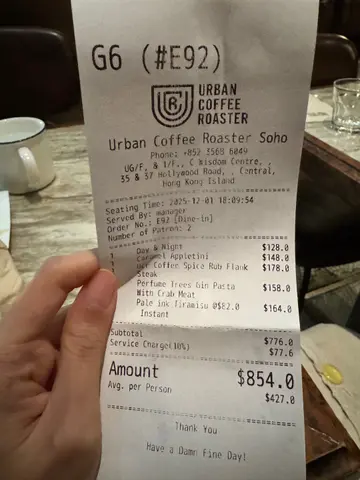 G6 (#E92)
URBAN
COFFEE
ROASTER
Urban Coffee Roaster Soho
Phone: +852 3568 6049
UG/F, & 1/F., C Wisdom Centre, ,
35 & 37 Hollywood Road, , Central,
Hong Kong Island
Seating Time: 2025-12-01 18:09:54
Served By: manager
Order No.: E92 [Dine-in]
Number of Patron: 2
1 Day & Night $128.0
1 Caramel Appletini $148.0
Coffee Spice Rub Flank $178.0
Steak
Perfume Trees Gin Pasta $158.0
With Crab Meat
Pale ink Tiramisu @$82.0 $164.0
Instant
Subtotal $776.0
Service Charge(10%) $77.6
Amount $854.0
Avg. per Person $427.0
Thank You
Have a Damn Fine Day!